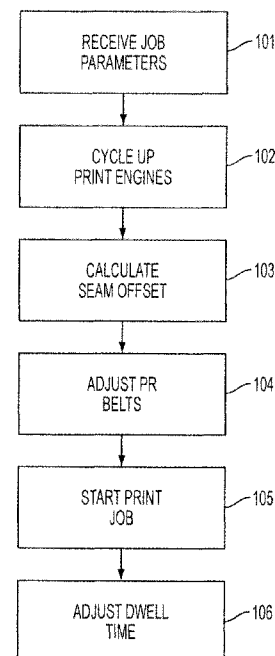 RECEIVE JOB
PARAMETERS
101
CYCLE UP
PRINT ENGINES
102
CALCULATE
SEAM OFFSET
103
ADJUST PR
BELTS
104
START PRINT
JOB
105
ADJUST DWELL
TIME
106